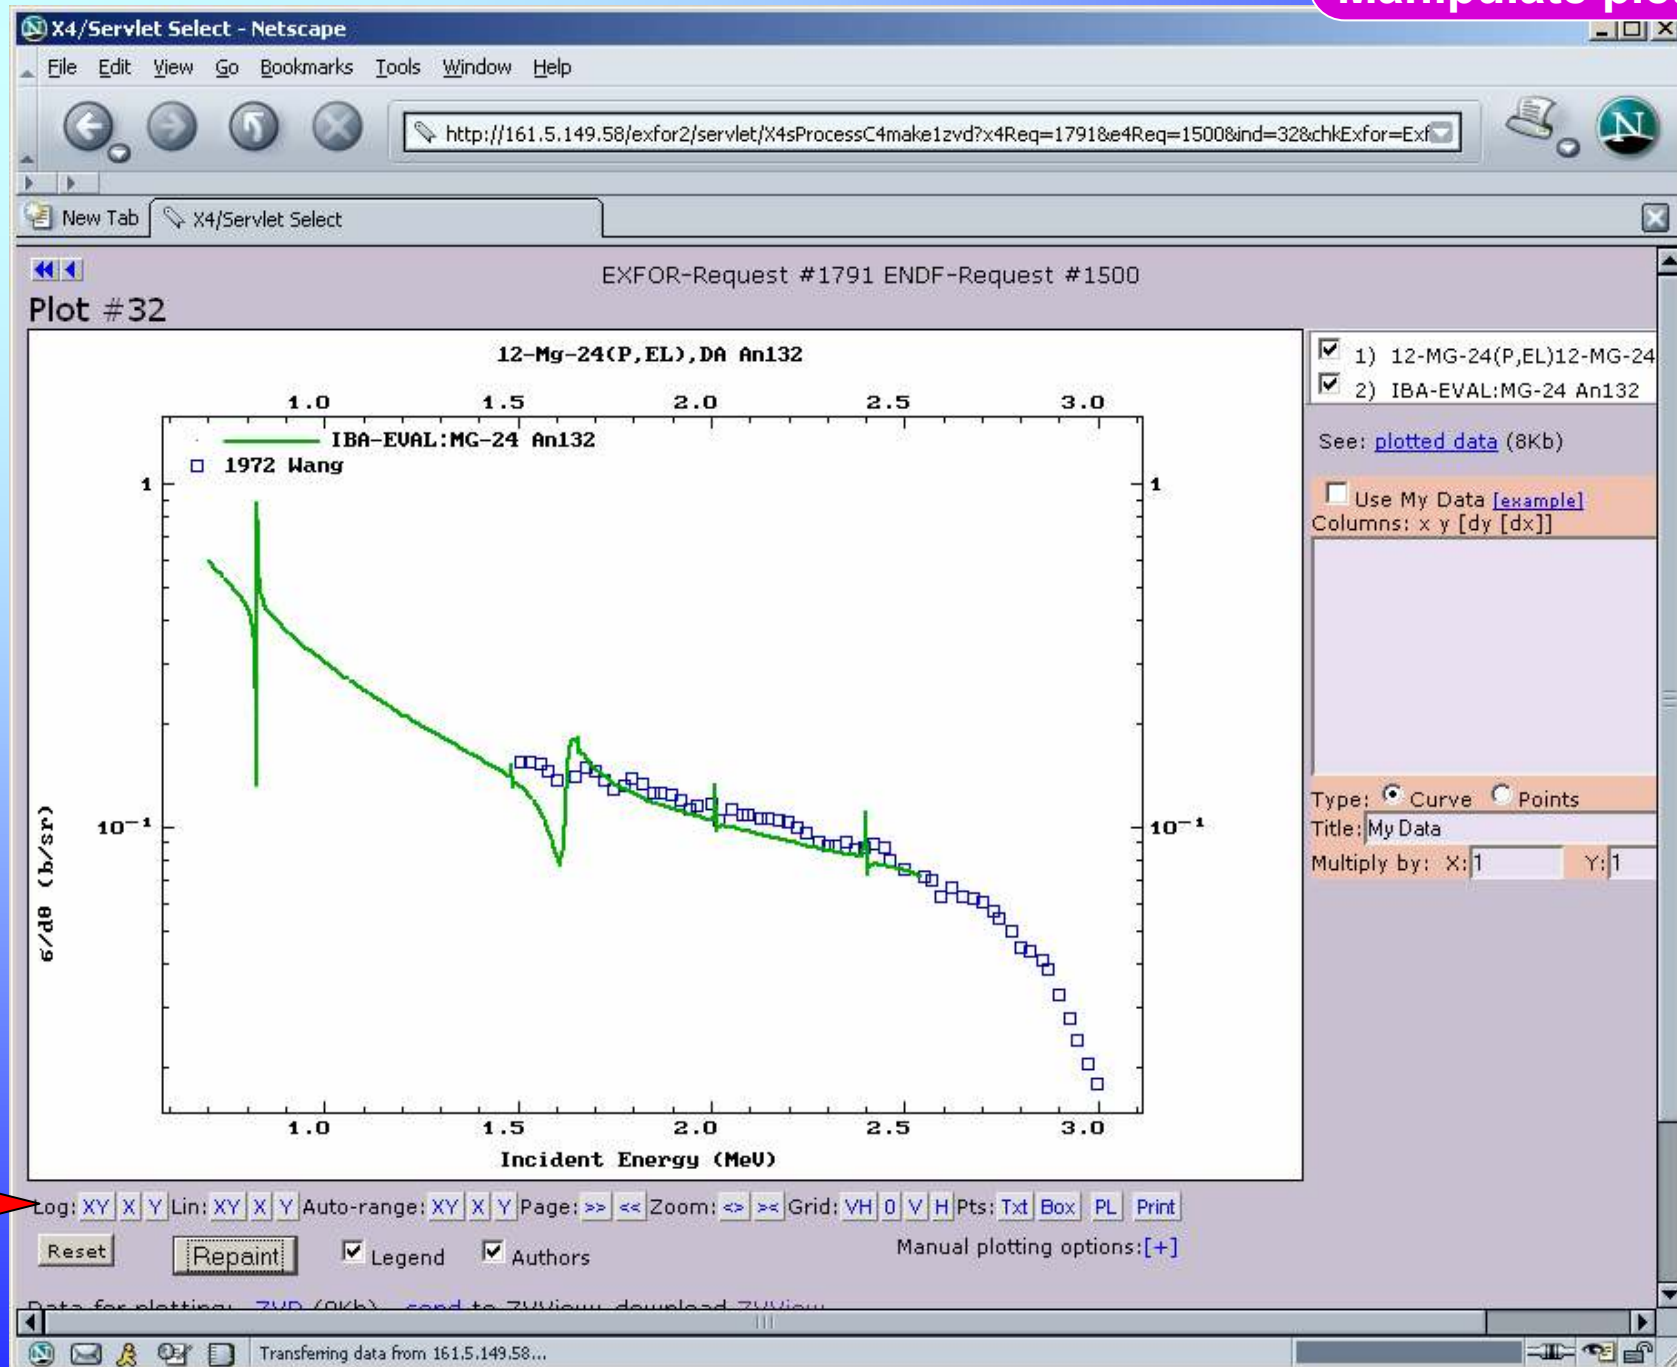 X4/Servlet Select - Netscape
File Edit View Go Bookmarks Tools Window Help
http://161.5.149.58/exfor2/servlet/X4sProcessC4make1zvd?x4Req=1791&e4Req=1500&ind=32&chkExfor=Exf
New Tab X4/Servlet Select
EXFOR-Request #1791 ENDF-Request #1500
Plot #32
12-Mg-24(P,EL),DA An132
1.0 1.5 2.0 2.5 3.0
IBA-EVAL:MG-24 An132
1972 Wang
1 1
10⁻¹ 10⁻¹
σ/dθ (b/sr)
1.0 1.5 2.0 2.5 3.0
Incident Energy (MeV)
1) 12-MG-24(P,EL)12-MG-24
2) IBA-EVAL:MG-24 An132
See: plotted data (8Kb)
Use My Data [example]
Columns: x y [dy [dx]]
Type: Curve Points
Title: My Data
Multiply by: X: 1 Y: 1
Log: XY X Y Lin: XY X Y Auto-range: XY X Y Page: >> << Zoom: <> >< Grid: VH 0 V H Pts: Txt Box PL Print
Reset Repaint Legend Authors Manual plotting options:[+]
Transferring data from 161.5.149.58...